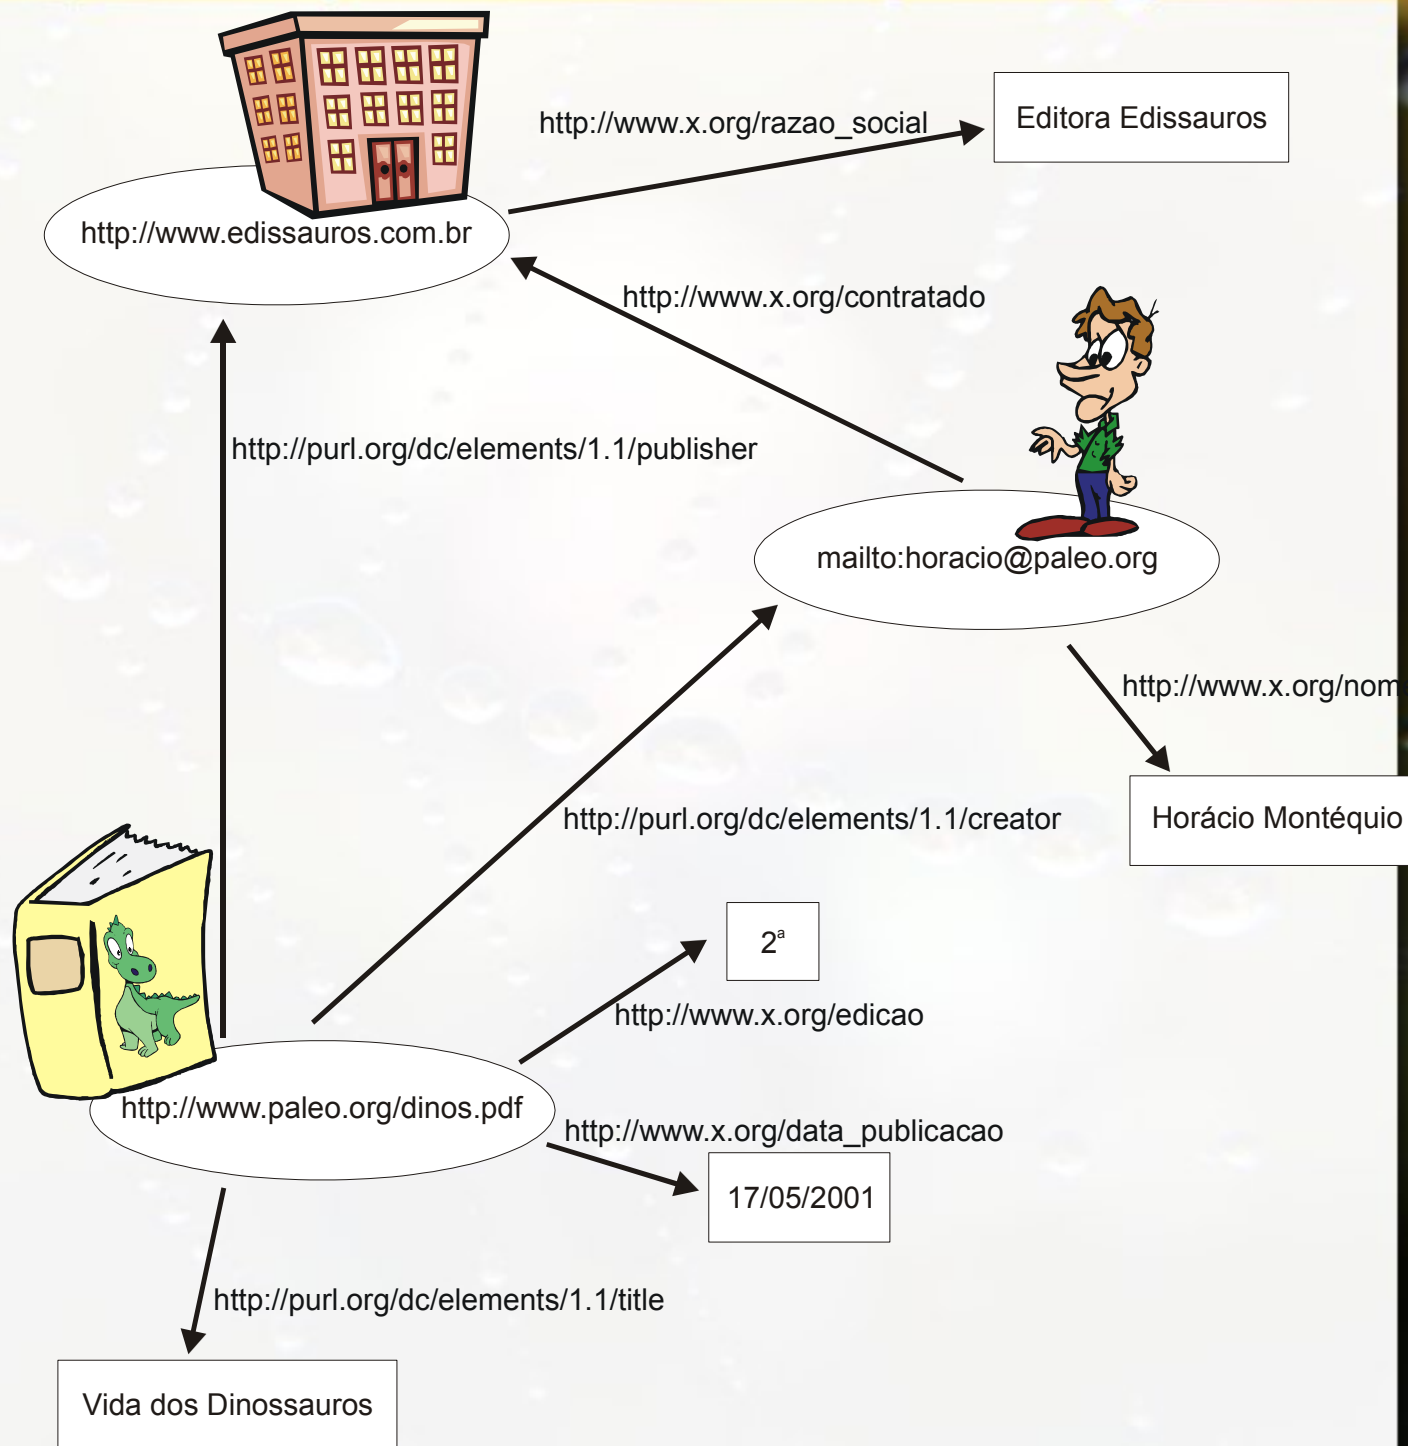 http://www.x.org/razao_social
Editora Edissauros
http://www.edissauros.com.br
http://www.x.org/contratado
http://purl.org/dc/elements/1.1/publisher
mailto:horacio@paleo.org
http://www.x.org/nom
http://purl.org/dc/elements/1.1/creator
Horácio Montéquio
2ª
http://www.x.org/edicao
http://www.paleo.org/dinos.pdf
http://www.x.org/data_publicacao
17/05/2001
http://purl.org/dc/elements/1.1/title
Vida dos Dinossauros